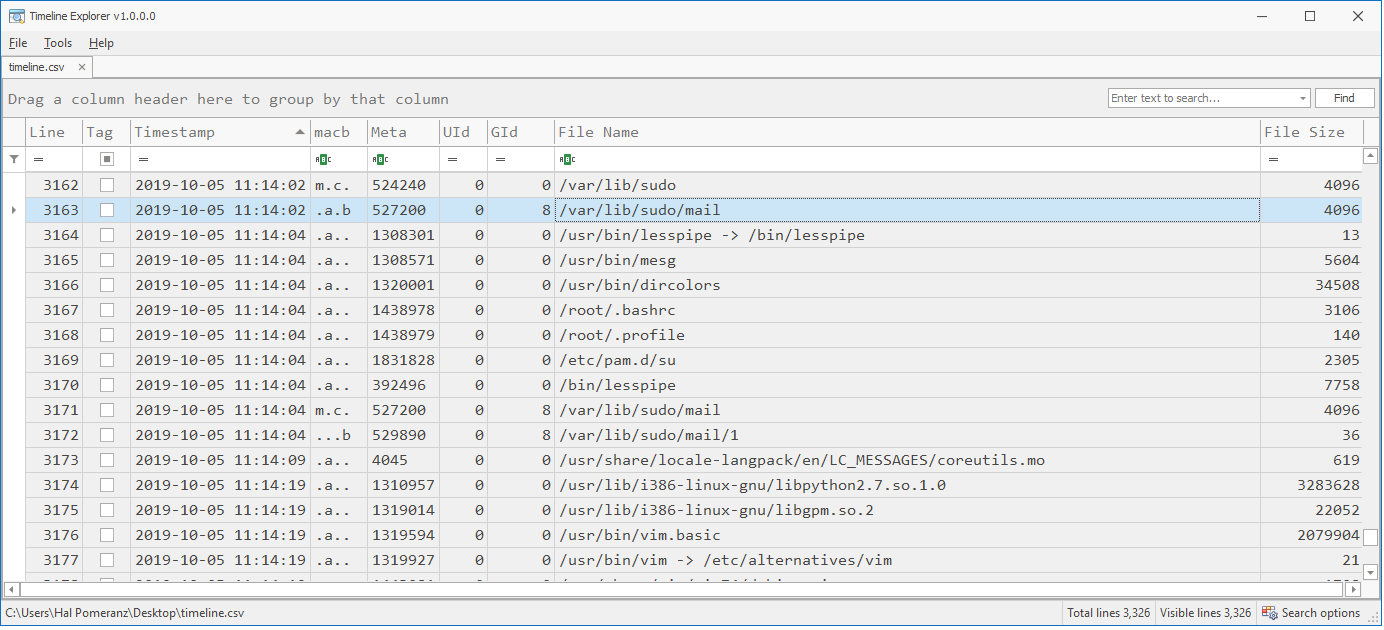 Timeline Explorer v1.0.0.0
File Tools Help
timeline.csv
Drag a column header here to group by that column
Enter text to search... Find
Line Tag Timestamp macb Meta UId GId File Name File Size
= = ABC ABC = = ABC =
3162 2019-10-05 11:14:02 m.c. 524240 0 0 /var/lib/sudo 4096
3163 2019-10-05 11:14:02 .a.b 527200 0 8 /var/lib/sudo/mail 4096
3164 2019-10-05 11:14:04 .a.. 1308301 0 0 /usr/bin/lesspipe -> /bin/lesspipe 13
3165 2019-10-05 11:14:04 .a.. 1308571 0 0 /usr/bin/mesg 5604
3166 2019-10-05 11:14:04 .a.. 1320001 0 0 /usr/bin/dircolors 34508
3167 2019-10-05 11:14:04 .a.. 1438978 0 0 /root/.bashrc 3106
3168 2019-10-05 11:14:04 .a.. 1438979 0 0 /root/.profile 140
3169 2019-10-05 11:14:04 .a.. 1831828 0 0 /etc/pam.d/su 2305
3170 2019-10-05 11:14:04 .a.. 392496 0 0 /bin/lesspipe 7758
3171 2019-10-05 11:14:04 m.c. 527200 0 8 /var/lib/sudo/mail 4096
3172 2019-10-05 11:14:04 ...b 529890 0 8 /var/lib/sudo/mail/1 36
3173 2019-10-05 11:14:09 .a.. 4045 0 0 /usr/share/locale-langpack/en/LC_MESSAGES/coreutils.mo 619
3174 2019-10-05 11:14:19 .a.. 1310957 0 0 /usr/lib/i386-linux-gnu/libpython2.7.so.1.0 3283628
3175 2019-10-05 11:14:19 .a.. 1319014 0 0 /usr/lib/i386-linux-gnu/libgpm.so.2 22052
3176 2019-10-05 11:14:19 .a.. 1319594 0 0 /usr/bin/vim.basic 2079904
3177 2019-10-05 11:14:19 .a.. 1319927 0 0 /usr/bin/vim -> /etc/alternatives/vim 21
C:\Users\Hal Pomeranz\Desktop\timeline.csv Total lines 3,326 Visible lines 3,326 Search options